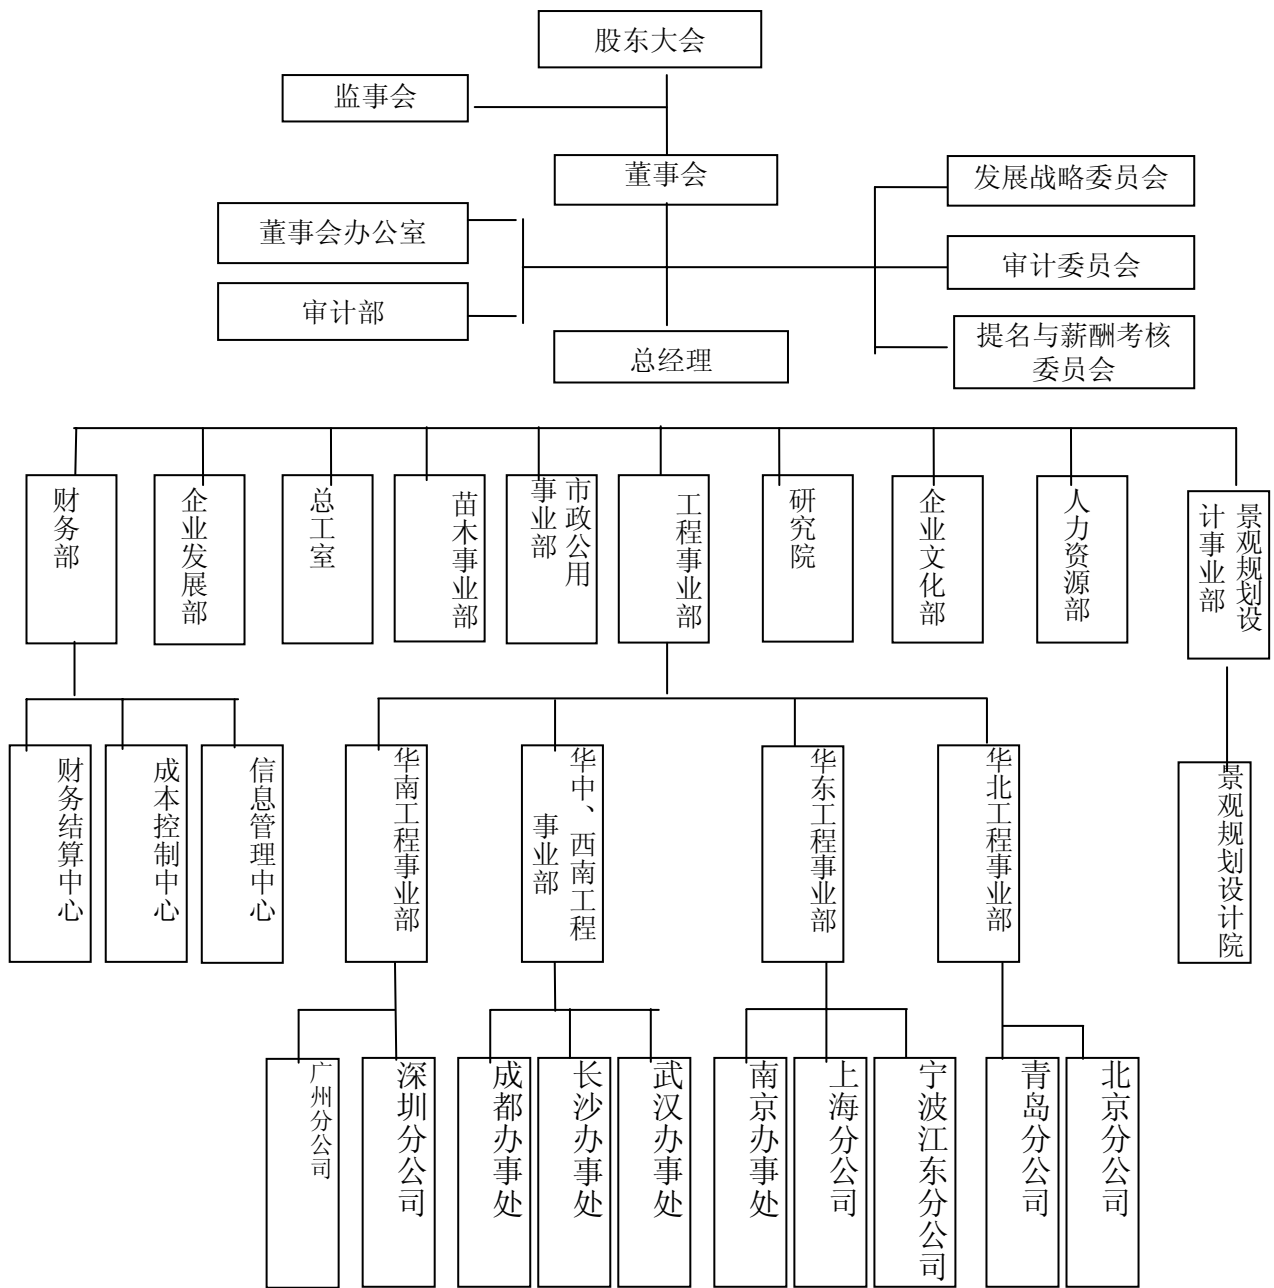 股东大会
监事会
董事会
发展战略委员会
董事会办公室
审计委员会
审计部
提名与薪酬考核
委员会
总经理
财务部
企业发展部
总工室
苗木事业部
市政公用
事业部
工程事业部
研究院
企业文化部
人力资源部
景观规划设
计事业部
财务结算中心
成本控制中心
信息管理中心
华南工程事业部
华中、西南工程
事业部
华东工程事业部
华北工程事业部
景观规划设计院
广州分公司
深圳分公司
成都办事处
长沙办事处
武汉办事处
南京办事处
上海分公司
宁波江东分公司
青岛分公司
北京分公司